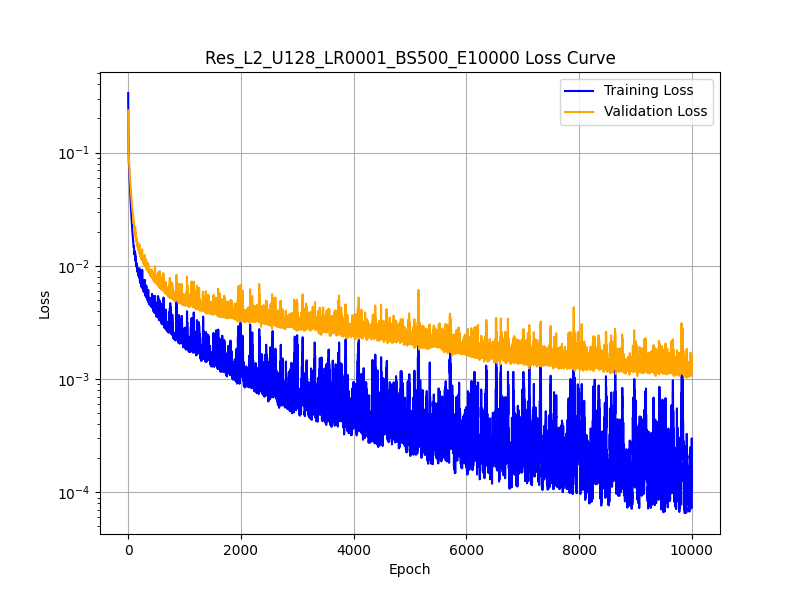 Res_L2_U128_LR0001_BS500_E10000 Loss Curve
Training Loss
Validation Loss
10⁻¹
10⁻²
10⁻³
10⁻⁴
Loss
0 2000 4000 6000 8000 10000
Epoch